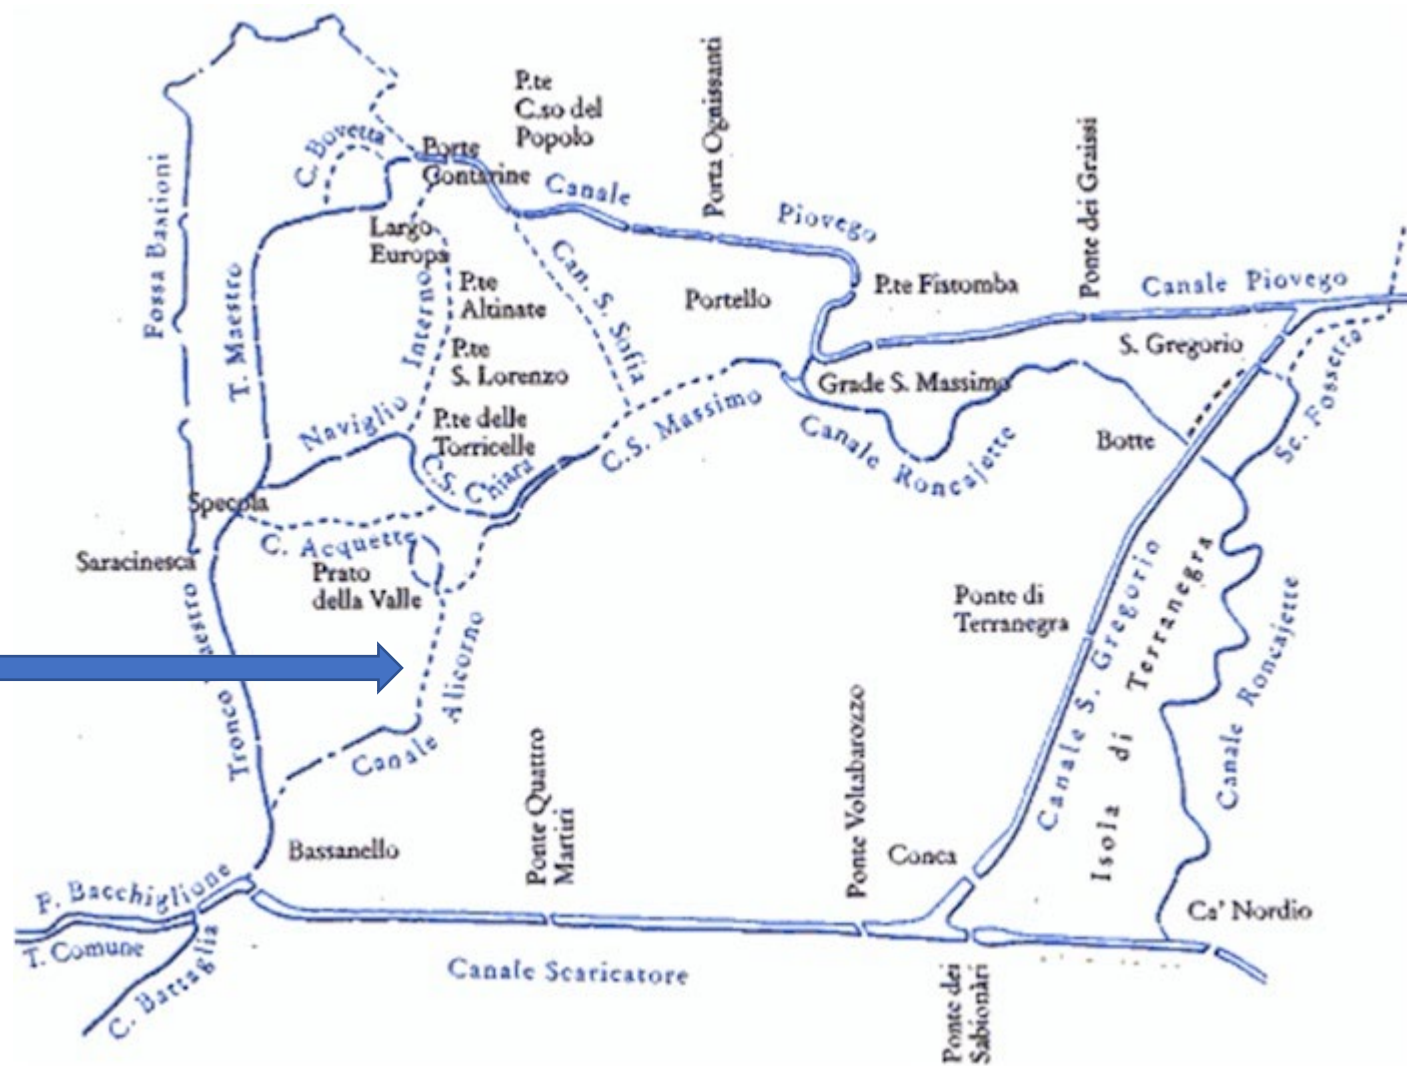 P.te
C.so del
Popolo
Porta Ognissanti
C. Bovetta
Porte
Contarine
Canale
Piovego
Ponte dei Graissi
Fossa Bastioni
Largo
Europa
Can. S. Sofia
P.te Fistomba
Canale Piovego
T. Maestro
Interno
P.te
Altinate
Portello
S. Gregorio
P.te
S. Lorenzo
Grade S. Massimo
Sc. Fossetta
Naviglio
P.te delle
Torricelle
C.S. Massimo
Canale Roncajette
Botte
C.S. Chiara
Specola
C. Acquette
Saracinesca
Prato
della Valle
Ponte di
Terranegra
Canale S. Gregorio
Isola di Terranegra
Canale Roncajette
Tronco Maestro
Canale Alicorno
Ponte Quattro
Martiri
Ponte Voltabarozzo
Bassanello
Conca
F. Bacchiglione
Ca' Nordio
T. Comune
C. Battaglia
Canale Scaricatore
Ponte dei
Sabionàri